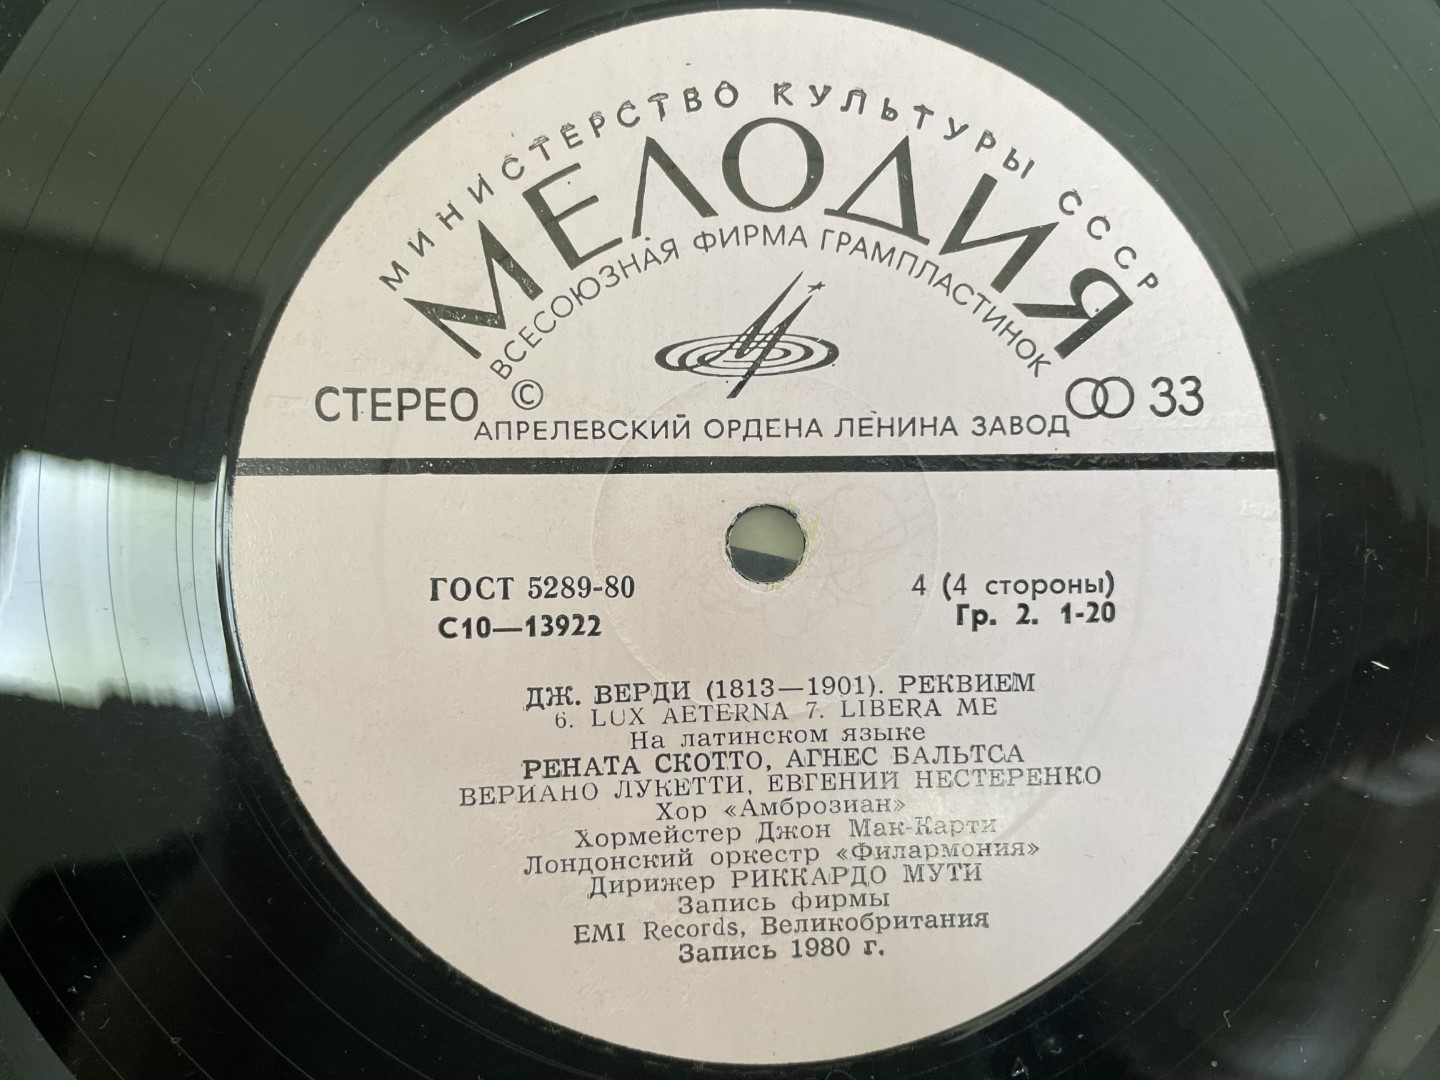 МИНИСТЕРСТВО КУЛЬТУРЫ СССР
МЕЛОДИЯ
ВСЕСОЮЗНАЯ ФИРМА ГРАМПЛАСТИНОК
СТЕРЕО © 33
АПРЕЛЕВСКИЙ ОРДЕНА ЛЕНИНА ЗАВОД
ГОСТ 5289-80 4 (4 стороны)
С10—13922 Гр. 2. 1-20
ДЖ. ВЕРДИ (1813—1901). РЕКВИЕМ
6. LUX AETERNA 7. LIBERA ME
На латинском языке
РЕНАТА СКОТТО, АГНЕС БАЛЬТСА
ВЕРИАНО ЛУКЕТТИ, ЕВГЕНИЙ НЕСТЕРЕНКО
Хор «Амброзиан»
Хормейстер Джон Мак-Карти
Лондонский оркестр «Филармония»
Дирижер РИККАРДО МУТИ
Запись фирмы
EMI Records, Великобритания
Запись 1980 г.